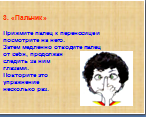 3. «Пальчик»
Прижмите палец к переносице и
посмотрите на него.
Затем медленно отводите палец
от себя, продолжая
следить за ним
глазами.
Повторите это
упражнение
несколько раз.